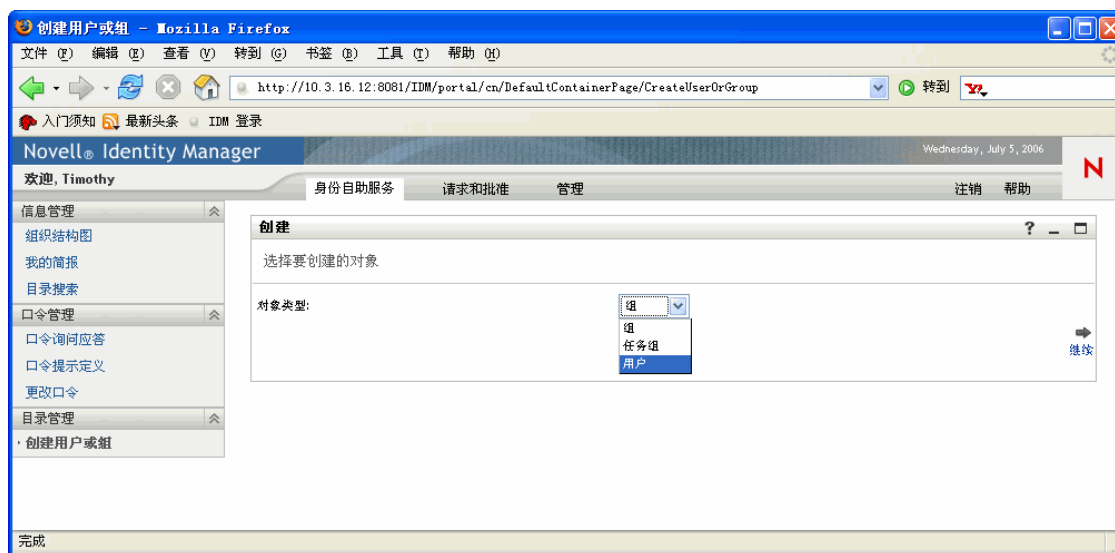 创建用户或组 - Mozilla Firefox
文件 (F) 编辑 (E) 查看 (V) 转到 (G) 书签 (B) 工具 (T) 帮助 (H)
http://10.3.16.12:8081/IDM/portal/cn/DefaultContainerPage/CreateUserOrGroup 转到
入门须知 最新头条 IDM 登录
Novell® Identity Manager Wednesday, July 5, 2006
N
欢迎, Timothy 身份自助服务 请求和批准 管理 注销 帮助
信息管理
组织结构图
我的简报
目录搜索
口令管理
口令询问应答
口令提示定义
更改口令
目录管理
创建用户或组
创建 ?
选择要创建的对象
对象类型: 组
组
任务组
用户
继续
完成